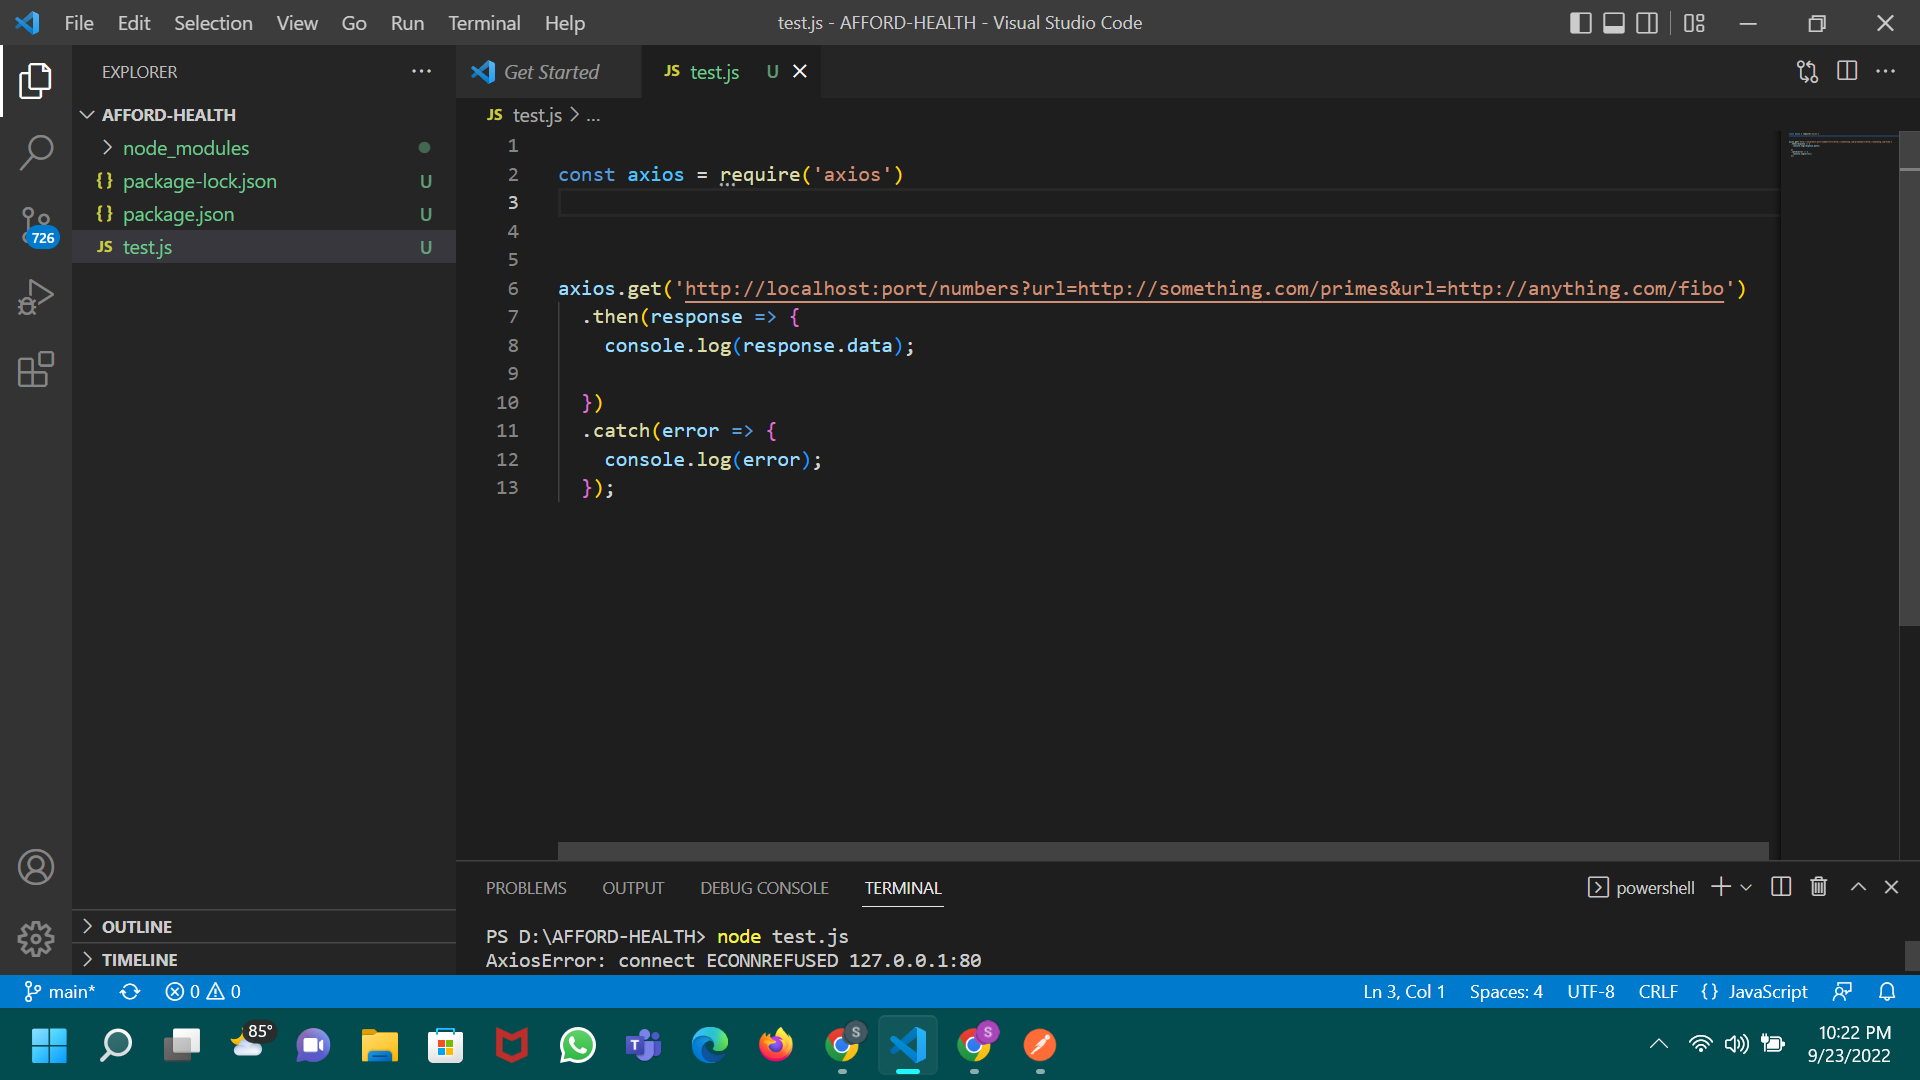 File Edit Selection View Go Run Terminal Help
test.js - AFFORD-HEALTH - Visual Studio Code
EXPLORER
Get Started
JS test.js U
AFFORD-HEALTH
node_modules
{} package-lock.json U
{} package.json U
JS test.js U
726
JS test.js > ...
1
2 const axios = require('axios')
3
4
5
6 axios.get('http://localhost:port/numbers?url=http://something.com/primes&url=http://anything.com/fibo')
7 .then(response => {
8 console.log(response.data);
9
10 })
11 .catch(error => {
12 console.log(error);
13 });
OUTLINE
TIMELINE
PROBLEMS OUTPUT DEBUG CONSOLE TERMINAL
powershell
PS D:\AFFORD-HEALTH> node test.js
AxiosError: connect ECONNREFUSED 127.0.0.1:80
main* 0 0
Ln 3, Col 1 Spaces: 4 UTF-8 CRLF {} JavaScript
85°
S
S
10:22 PM
9/23/2022